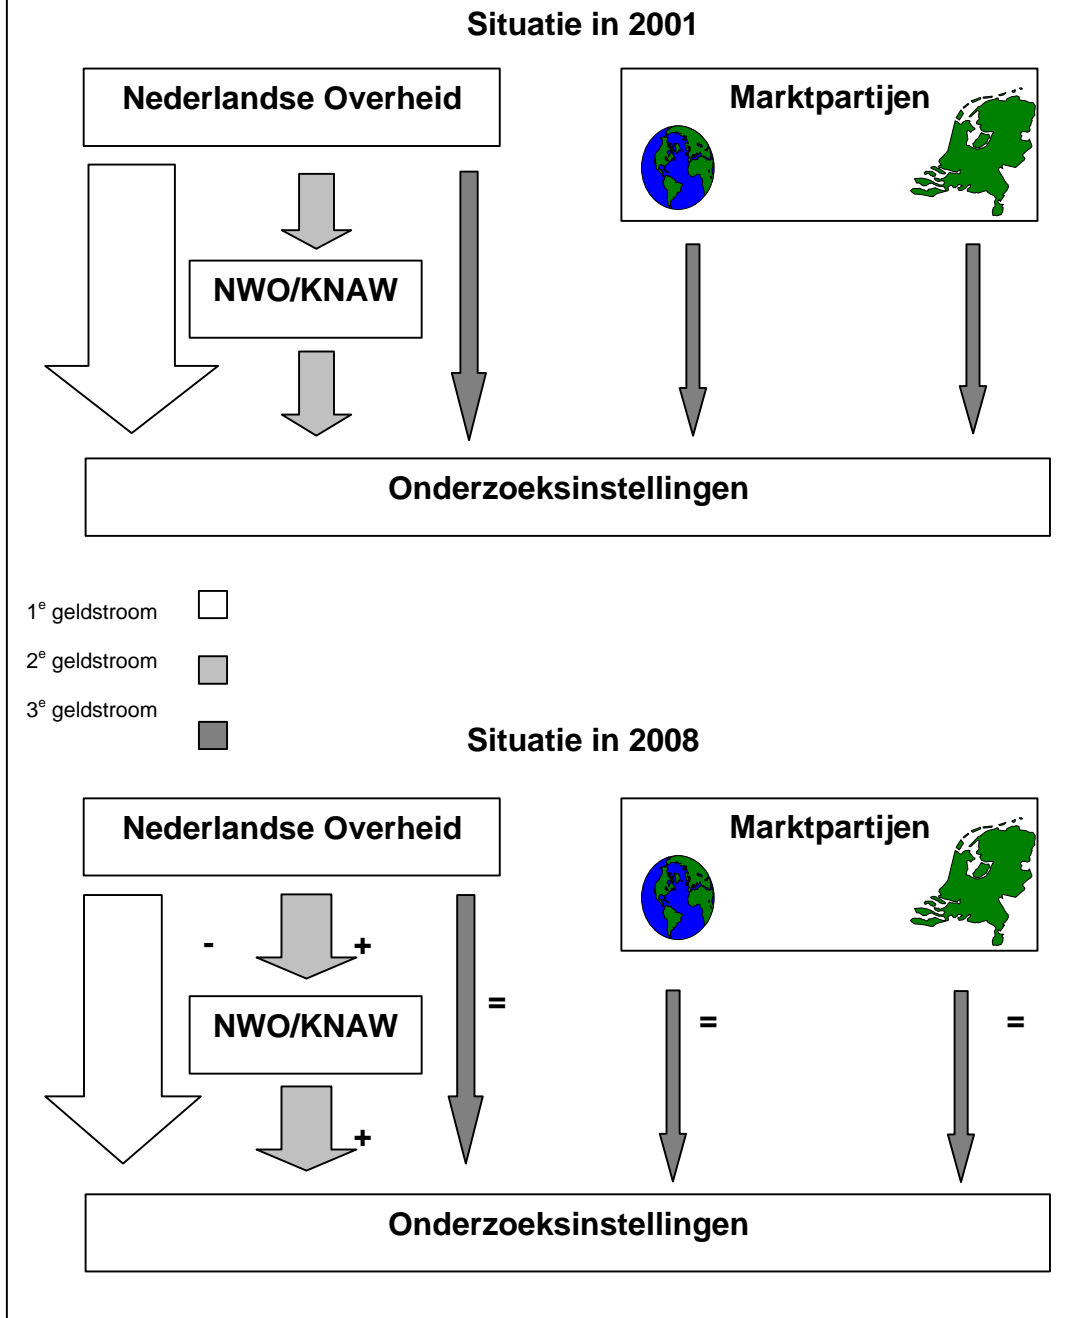 Situatie in 2001
Nederlandse Overheid
Marktpartijen
NWO/KNAW
Onderzoeksinstellingen
1e geldstroom
2e geldstroom
3e geldstroom
Situatie in 2008
Nederlandse Overheid
Marktpartijen
- +
=
= =
NWO/KNAW
+
Onderzoeksinstellingen